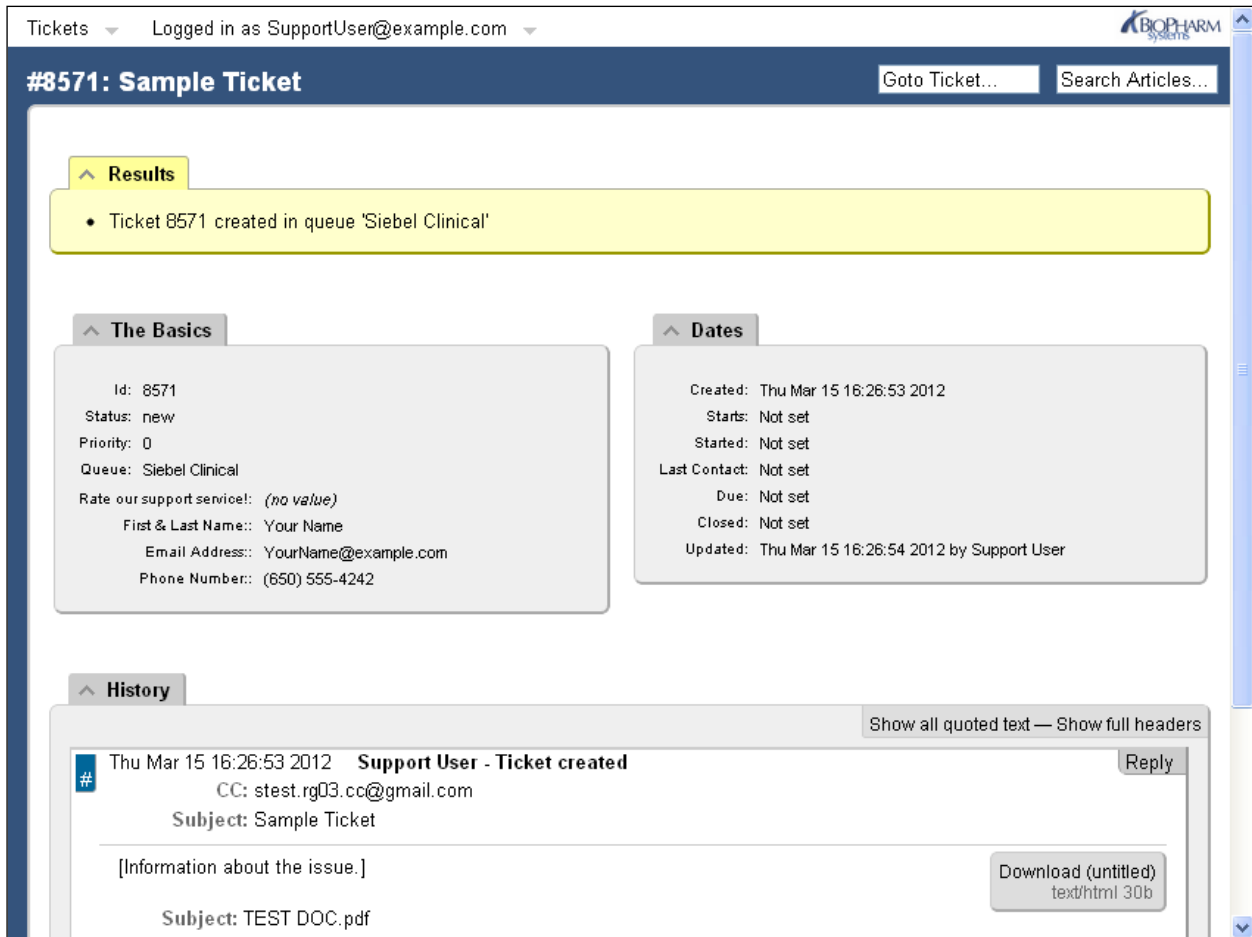 Tickets Logged in as SupportUser@example.com BIOPHARM systems
#8571: Sample Ticket Goto Ticket... Search Articles...
Results
• Ticket 8571 created in queue 'Siebel Clinical'
The Basics
Id: 8571
Status: new
Priority: 0
Queue: Siebel Clinical
Rate our support service!: (no value)
First & Last Name:: Your Name
Email Address:: YourName@example.com
Phone Number:: (650) 555-4242
Dates
Created: Thu Mar 15 16:26:53 2012
Starts: Not set
Started: Not set
Last Contact: Not set
Due: Not set
Closed: Not set
Updated: Thu Mar 15 16:26:54 2012 by Support User
History
Show all quoted text — Show full headers
# Thu Mar 15 16:26:53 2012 Support User - Ticket created Reply
CC: stest.rg03.cc@gmail.com
Subject: Sample Ticket
[Information about the issue.]
Download (untitled)
text/html 30b
Subject: TEST DOC.pdf